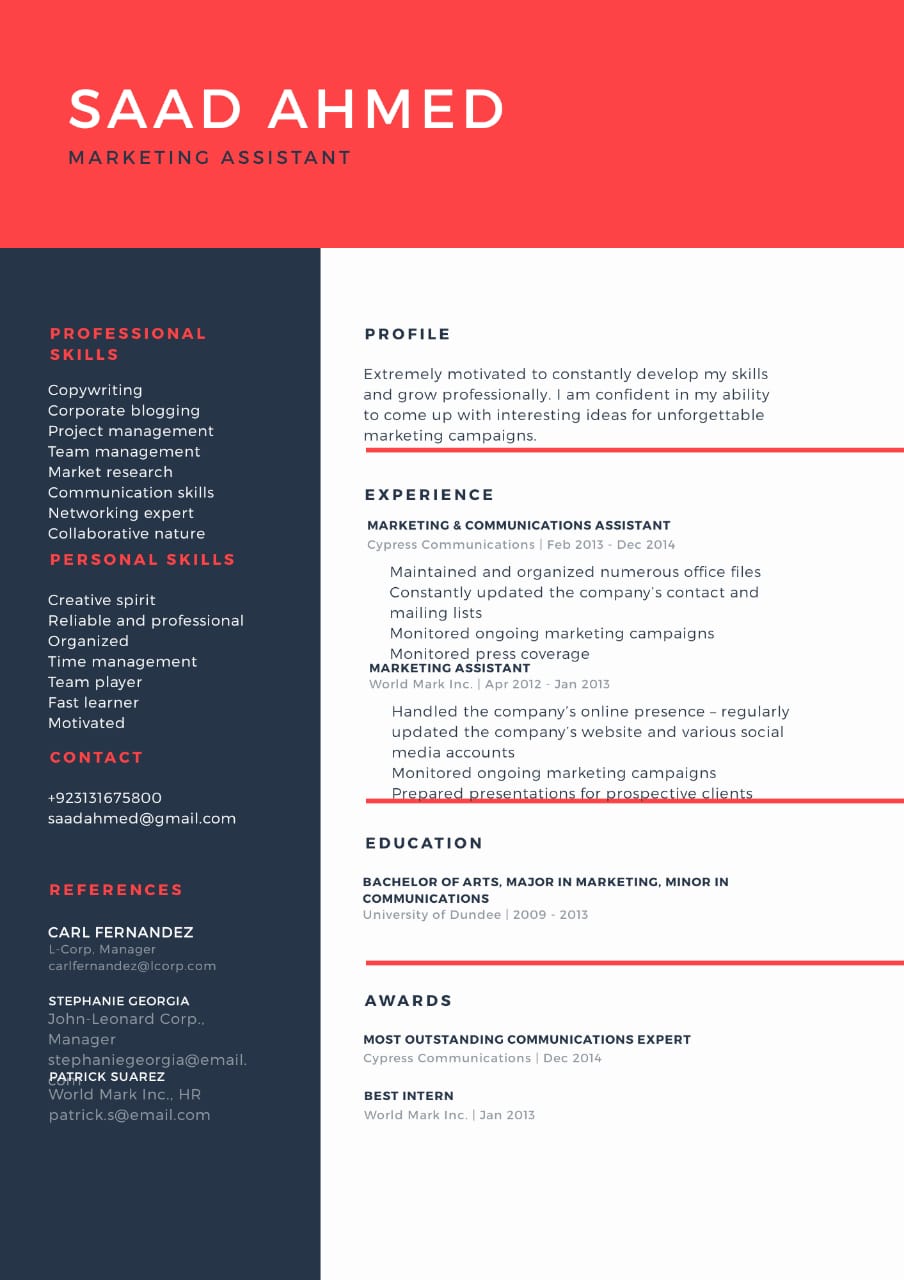 SAAD AHMED
MARKETING ASSISTANT
PROFESSIONAL
SKILLS
Copywriting
Corporate blogging
Project management
Team management
Market research
Communication skills
Networking expert
Collaborative nature
PERSONAL SKILLS
Creative spirit
Reliable and professional
Organized
Time management
Team player
Fast learner
Motivated
CONTACT
+923131675800
saadahmed@gmail.com
REFERENCES
CARL FERNANDEZ
L-Corp, Manager
carlfernandez@lcorp.com
STEPHANIE GEORGIA
John-Leonard Corp.,
Manager
stephaniegeorgia@email.
com
PATRICK SUAREZ
World Mark Inc., HR
patrick.s@email.com
PROFILE
Extremely motivated to constantly develop my skills
and grow professionally. I am confident in my ability
to come up with interesting ideas for unforgettable
marketing campaigns.
EXPERIENCE
MARKETING & COMMUNICATIONS ASSISTANT
Cypress Communications | Feb 2013 - Dec 2014
Maintained and organized numerous office files
Constantly updated the company's contact and
mailing lists
Monitored ongoing marketing campaigns
Monitored press coverage
MARKETING ASSISTANT
World Mark Inc. | Apr 2012 - Jan 2013
Handled the company's online presence – regularly
updated the company's website and various social
media accounts
Monitored ongoing marketing campaigns
Prepared presentations for prospective clients
EDUCATION
BACHELOR OF ARTS, MAJOR IN MARKETING, MINOR IN
COMMUNICATIONS
University of Dundee | 2009 - 2013
AWARDS
MOST OUTSTANDING COMMUNICATIONS EXPERT
Cypress Communications | Dec 2014
BEST INTERN
World Mark Inc. | Jan 2013